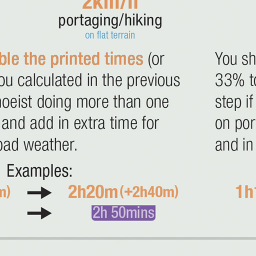 2km/h
portaging/hiking
on flat terrain
ble the printed times (or
ou calculated in the previous
noeist doing more than one
and add in extra time for
oad weather.
You sh
33% to
step if
on por
and in
Examples:
m) → 2h20m (+2h40m)
→ 2h 50mins
1h